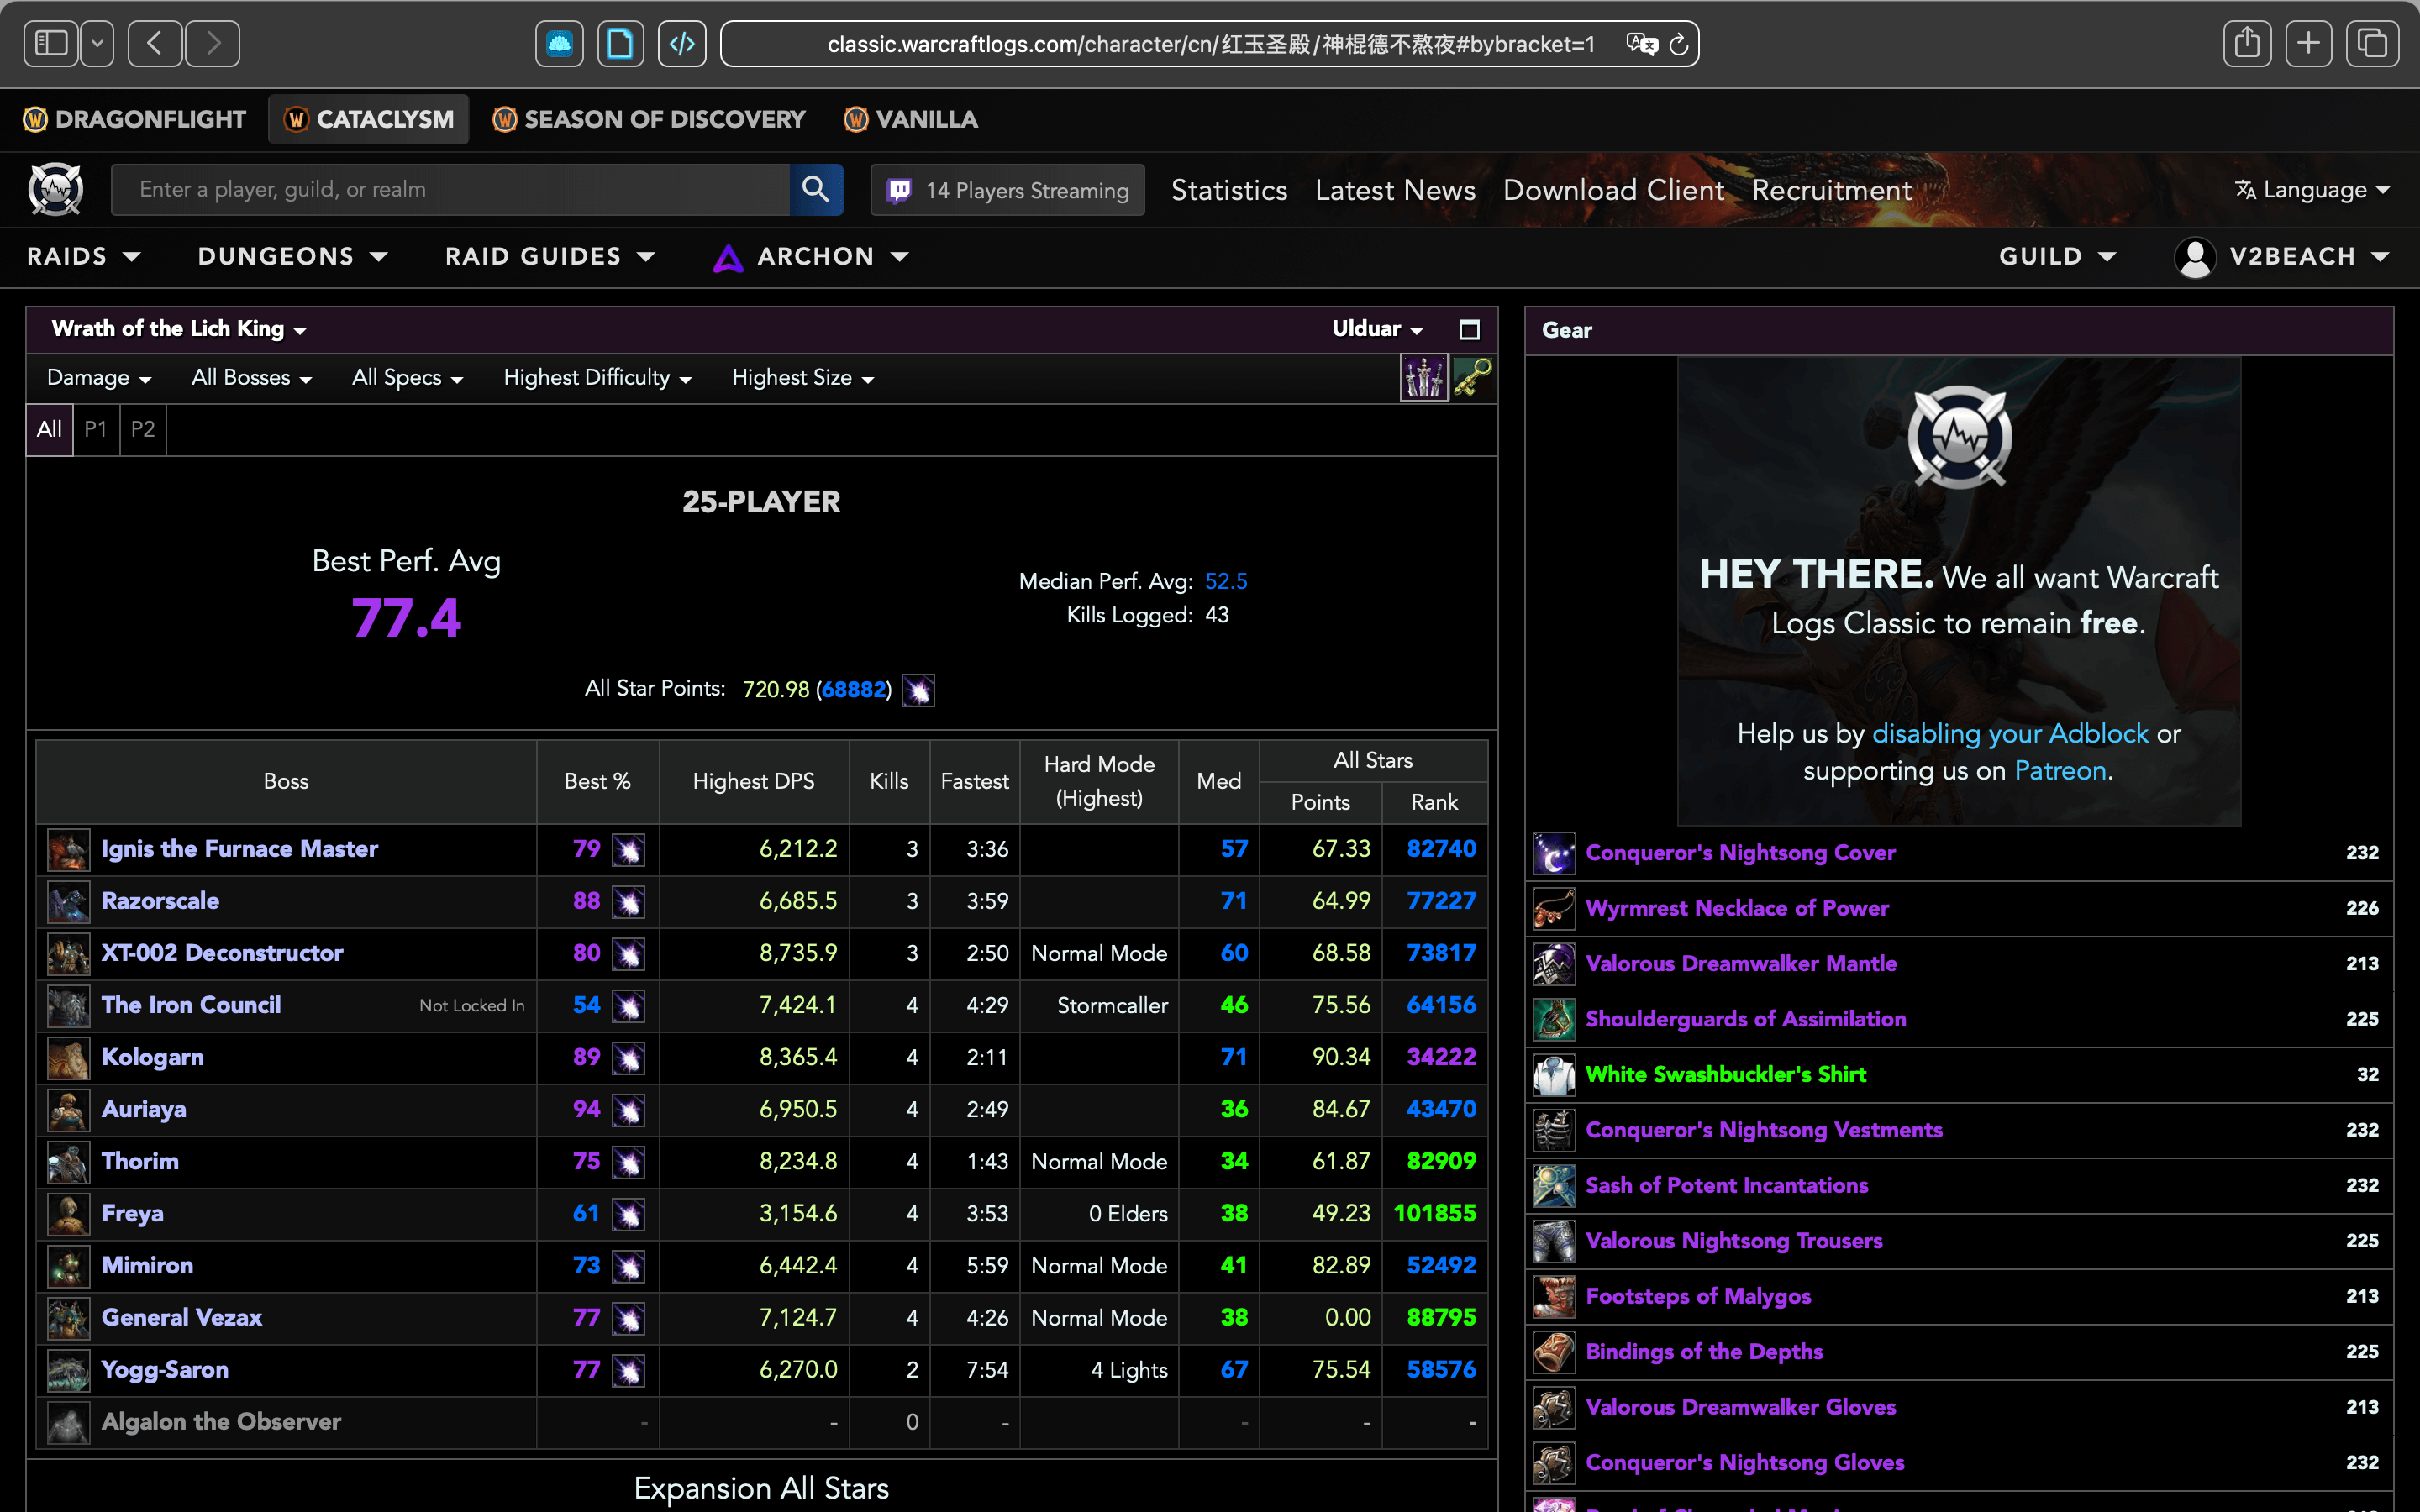 classic.warcraftlogs.com/character/cn/红玉圣殿/神棍德不熬夜#bybracket=1
DRAGONFLIGHT CATACLYSM SEASON OF DISCOVERY VANILLA
Enter a player, guild, or realm 14 Players Streaming Statistics Latest News Download Client Recruitment Language
RAIDS DUNGEONS RAID GUIDES ARCHON GUILD V2BEACH
Wrath of the Lich King Ulduar
Damage All Bosses All Specs Highest Difficulty Highest Size
All P1 P2
25-PLAYER
Best Perf. Avg
77.4
Median Perf. Avg: 52.5
Kills Logged: 43
All Star Points: 720.98 (68882)
Boss Best % Highest DPS Kills Fastest Hard Mode (Highest) Med All Stars Points Rank
Ignis the Furnace Master 79 6,212.2 3 3:36 57 67.33 82740
Razorscale 88 6,685.5 3 3:59 71 64.99 77227
XT-002 Deconstructor 80 8,735.9 3 2:50 Normal Mode 60 68.58 73817
The Iron Council Not Locked In 54 7,424.1 4 4:29 Stormcaller 46 75.56 64156
Kologarn 89 8,365.4 4 2:11 71 90.34 34222
Auriaya 94 6,950.5 4 2:49 36 84.67 43470
Thorim 75 8,234.8 4 1:43 Normal Mode 34 61.87 82909
Freya 61 3,154.6 4 3:53 0 Elders 38 49.23 101855
Mimiron 73 6,442.4 4 5:59 Normal Mode 41 82.89 52492
General Vezax 77 7,124.7 4 4:26 Normal Mode 38 0.00 88795
Yogg-Saron 77 6,270.0 2 7:54 4 Lights 67 75.54 58576
Algalon the Observer - - 0 - - - -
Expansion All Stars
Gear
HEY THERE. We all want Warcraft
Logs Classic to remain free.
Help us by disabling your Adblock or
supporting us on Patreon.
Conqueror's Nightsong Cover 232
Wyrmrest Necklace of Power 226
Valorous Dreamwalker Mantle 213
Shoulderguards of Assimilation 225
White Swashbuckler's Shirt 32
Conqueror's Nightsong Vestments 232
Sash of Potent Incantations 232
Valorous Nightsong Trousers 225
Footsteps of Malygos 213
Bindings of the Depths 225
Valorous Dreamwalker Gloves 213
Conqueror's Nightsong Gloves 232